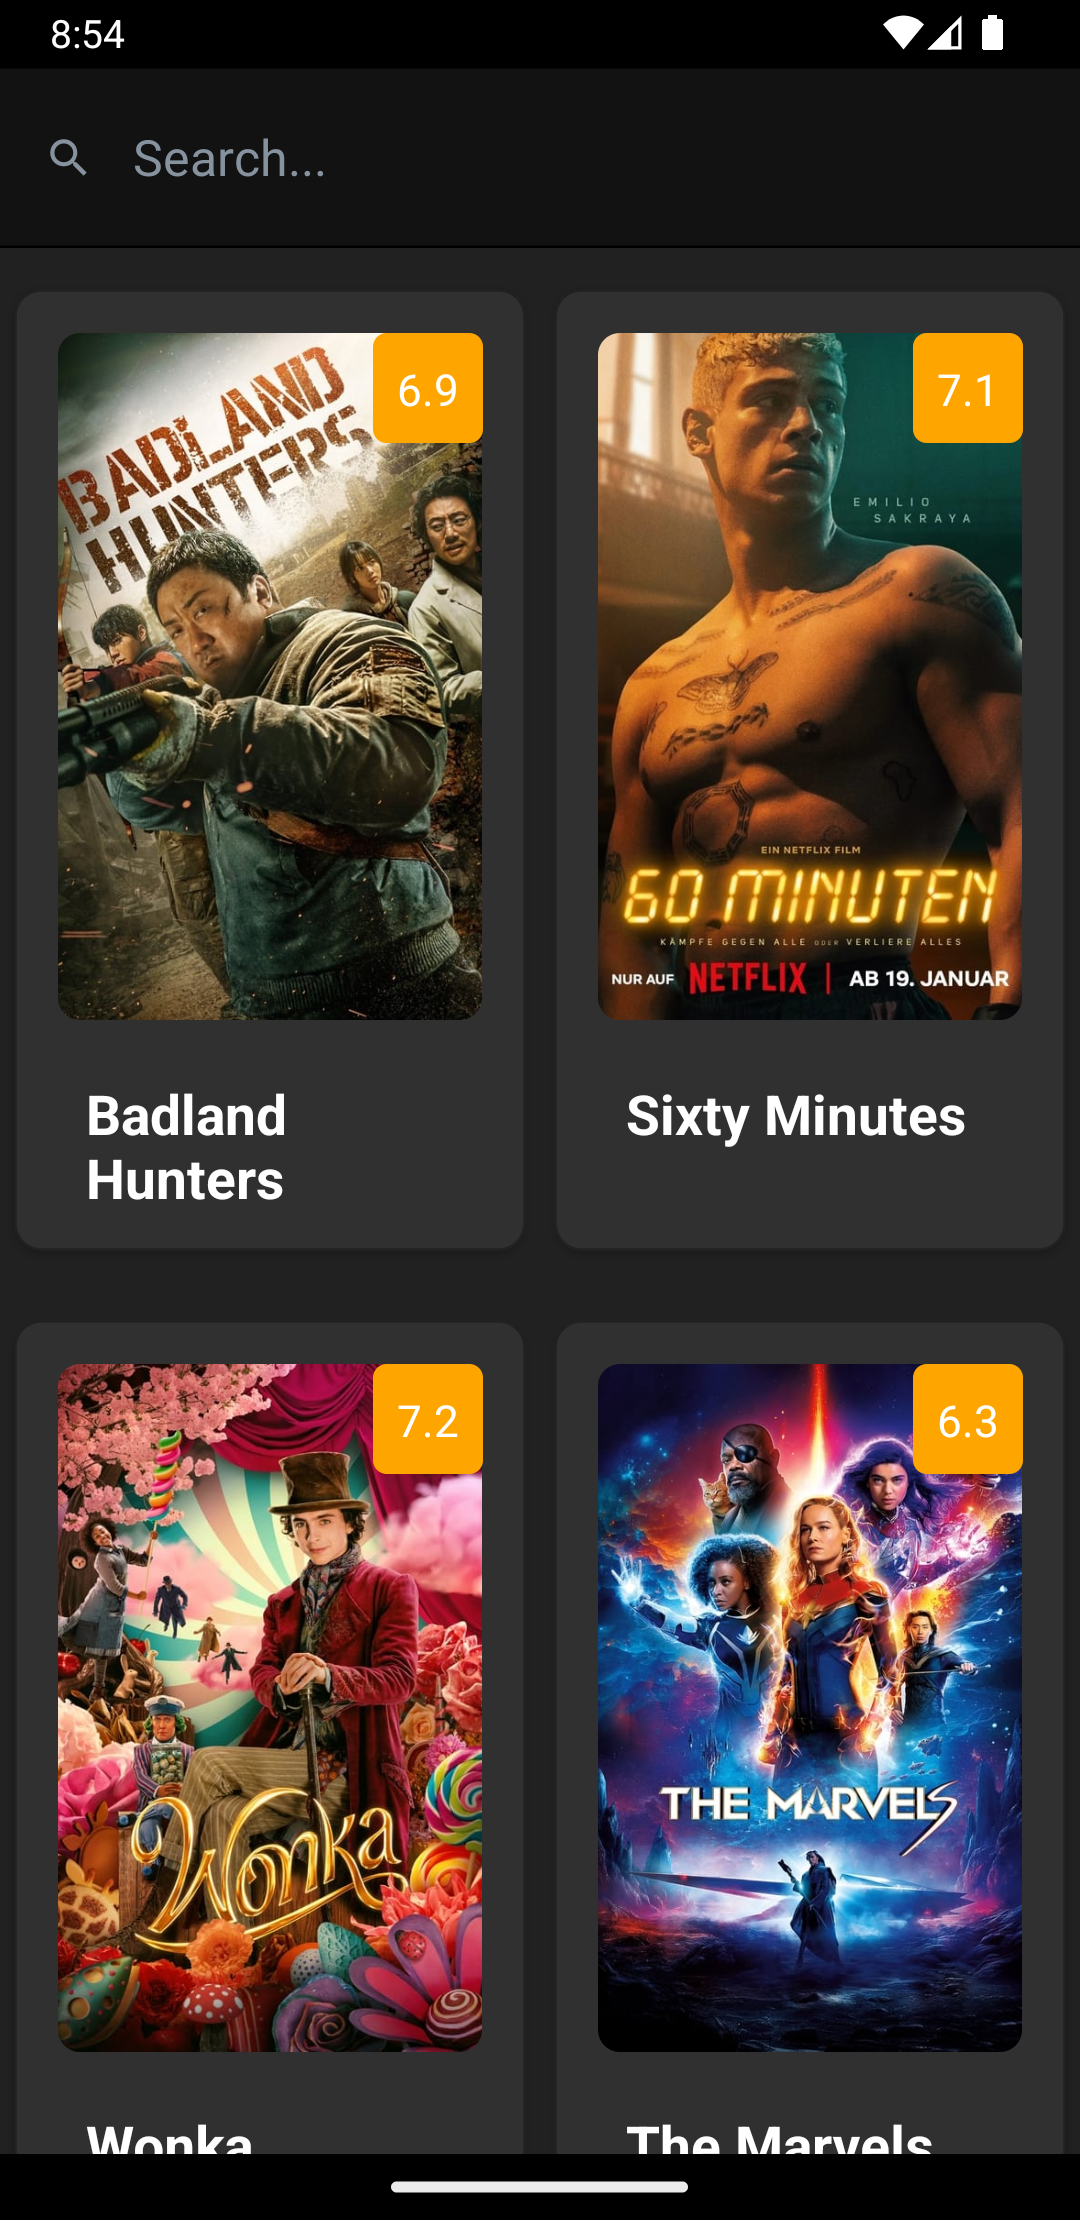 8:54
Search...
BADLAND
HUNTERS
6.9
7.1
EMILIO
SAKRAYA
EIN NETFLIX FILM
60 MINUTEN
KÄMPFE GEGEN ALLE ODER VERLIERE ALLES
NUR AUF NETFLIX | AB 19. JANUAR
Badland
Hunters
Sixty Minutes
7.2
6.3
Wonka
THE MARVELS
Wonka
The Marvels